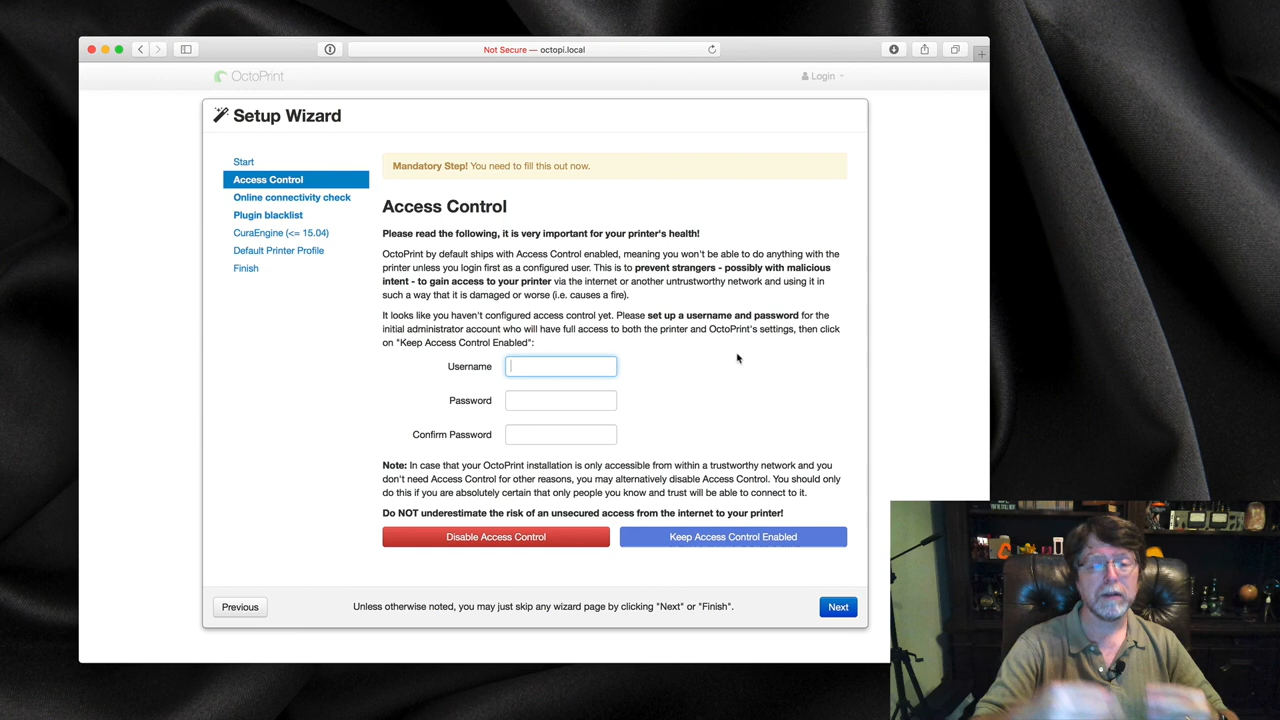 Not Secure — octopi.local
OctoPrint
Login
Setup Wizard
Start
Access Control
Online connectivity check
Plugin blacklist
CuraEngine (<= 15.04)
Default Printer Profile
Finish
Mandatory Step! You need to fill this out now.
Access Control
Please read the following, it is very important for your printer's health!
OctoPrint by default ships with Access Control enabled, meaning you won't be able to do anything with the
printer unless you login first as a configured user. This is to prevent strangers - possibly with malicious
intent - to gain access to your printer via the internet or another untrustworthy network and using it in
such a way that it is damaged or worse (i.e. causes a fire).
It looks like you haven't configured access control yet. Please set up a username and password for the
initial administrator account who will have full access to both the printer and OctoPrint's settings, then click
on "Keep Access Control Enabled":
Username
Password
Confirm Password
Note: In case that your OctoPrint installation is only accessible from within a trustworthy network and you
don't need Access Control for other reasons, you may alternatively disable Access Control. You should only
do this if you are absolutely certain that only people you know and trust will be able to connect to it.
Do NOT underestimate the risk of an unsecured access from the internet to your printer!
Disable Access Control
Keep Access Control Enabled
Previous
Unless otherwise noted, you may just skip any wizard page by clicking "Next" or "Finish".
Next